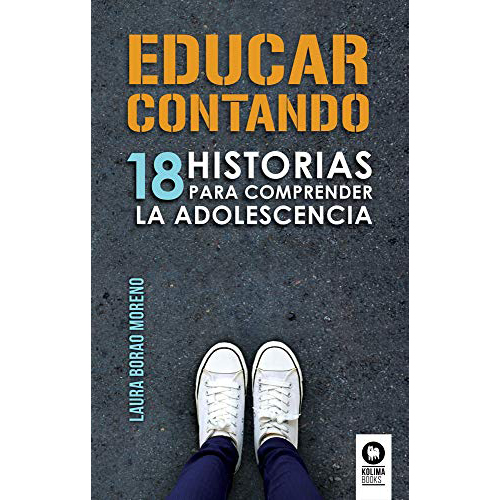 EDUCAR
CONTANDO
18 HISTORIAS
PARA COMPRENDER
LA ADOLESCENCIA
LAURA BORAO MORENO
KOLIMA
BOOKS